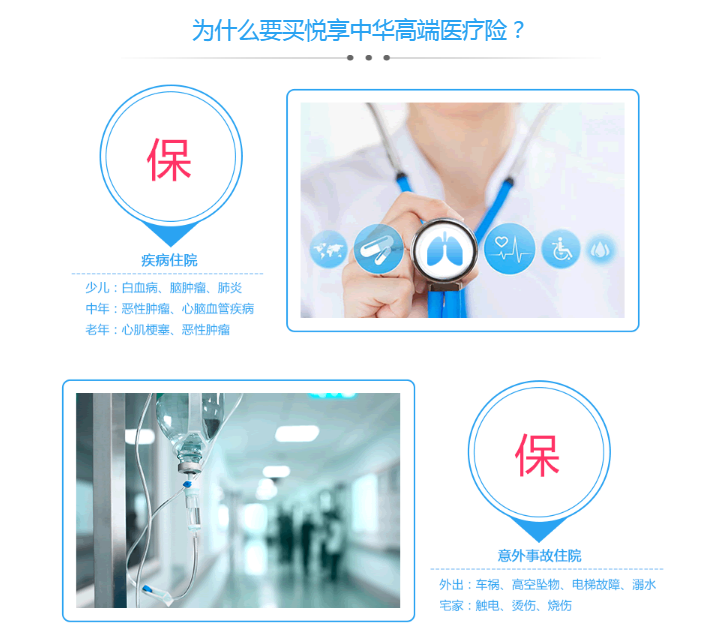 为什么要买悦享中华高端医疗险？
保
疾病住院
少儿：白血病、脑肿瘤、肺炎
中年：恶性肿瘤、心脑血管疾病
老年：心肌梗塞、恶性肿瘤
保
意外事故住院
外出：车祸、高空坠物、电梯故障、溺水
宅家：触电、烫伤、烧伤